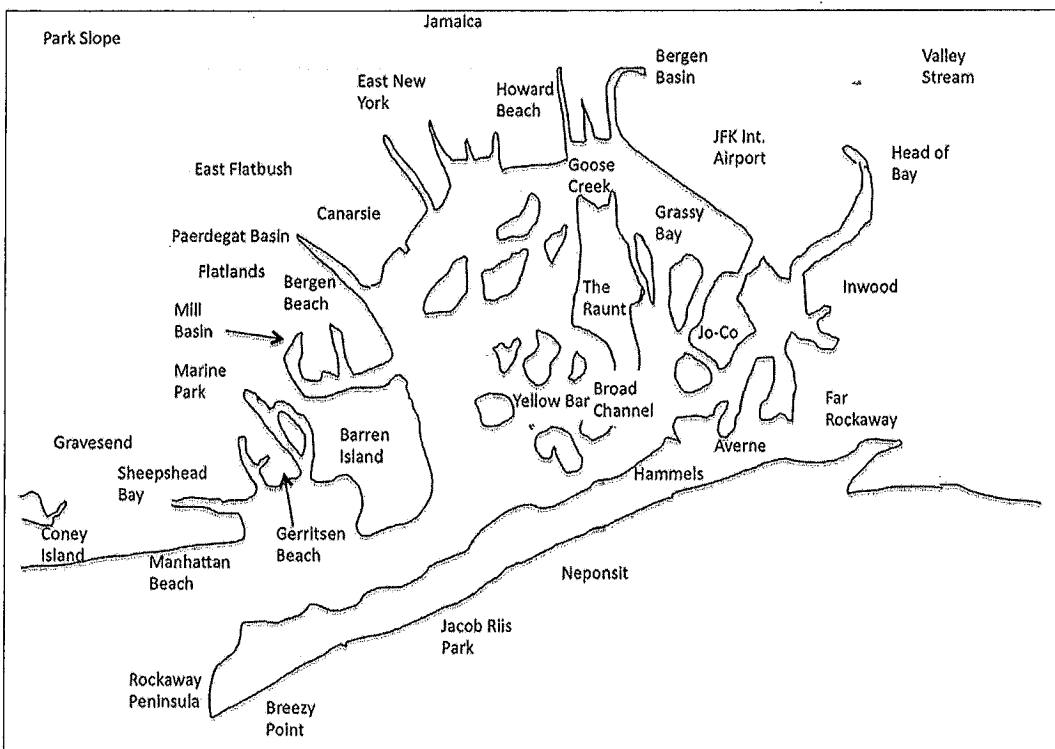 Jamaica
Park Slope
Bergen
Basin
Valley
Stream
East New
York
Howard
Beach
JFK Int.
Airport
Head of
Bay
East Flatbush
Goose
Creek
Canarsie
Grassy
Bay
Paerdegat Basin
Flatlands
Bergen
Beach
The
Raunt
Inwood
Mill
Basin
Jo-Co
Marine
Park
Yellow Bar
Broad
Channel
Far
Rockaway
Gravesend
Barren
Island
Averne
Sheepshead
Bay
Hammels
Coney
Island
Gerritsen
Beach
Manhattan
Beach
Neponsit
Jacob Riis
Park
Rockaway
Peninsula
Breezy
Point